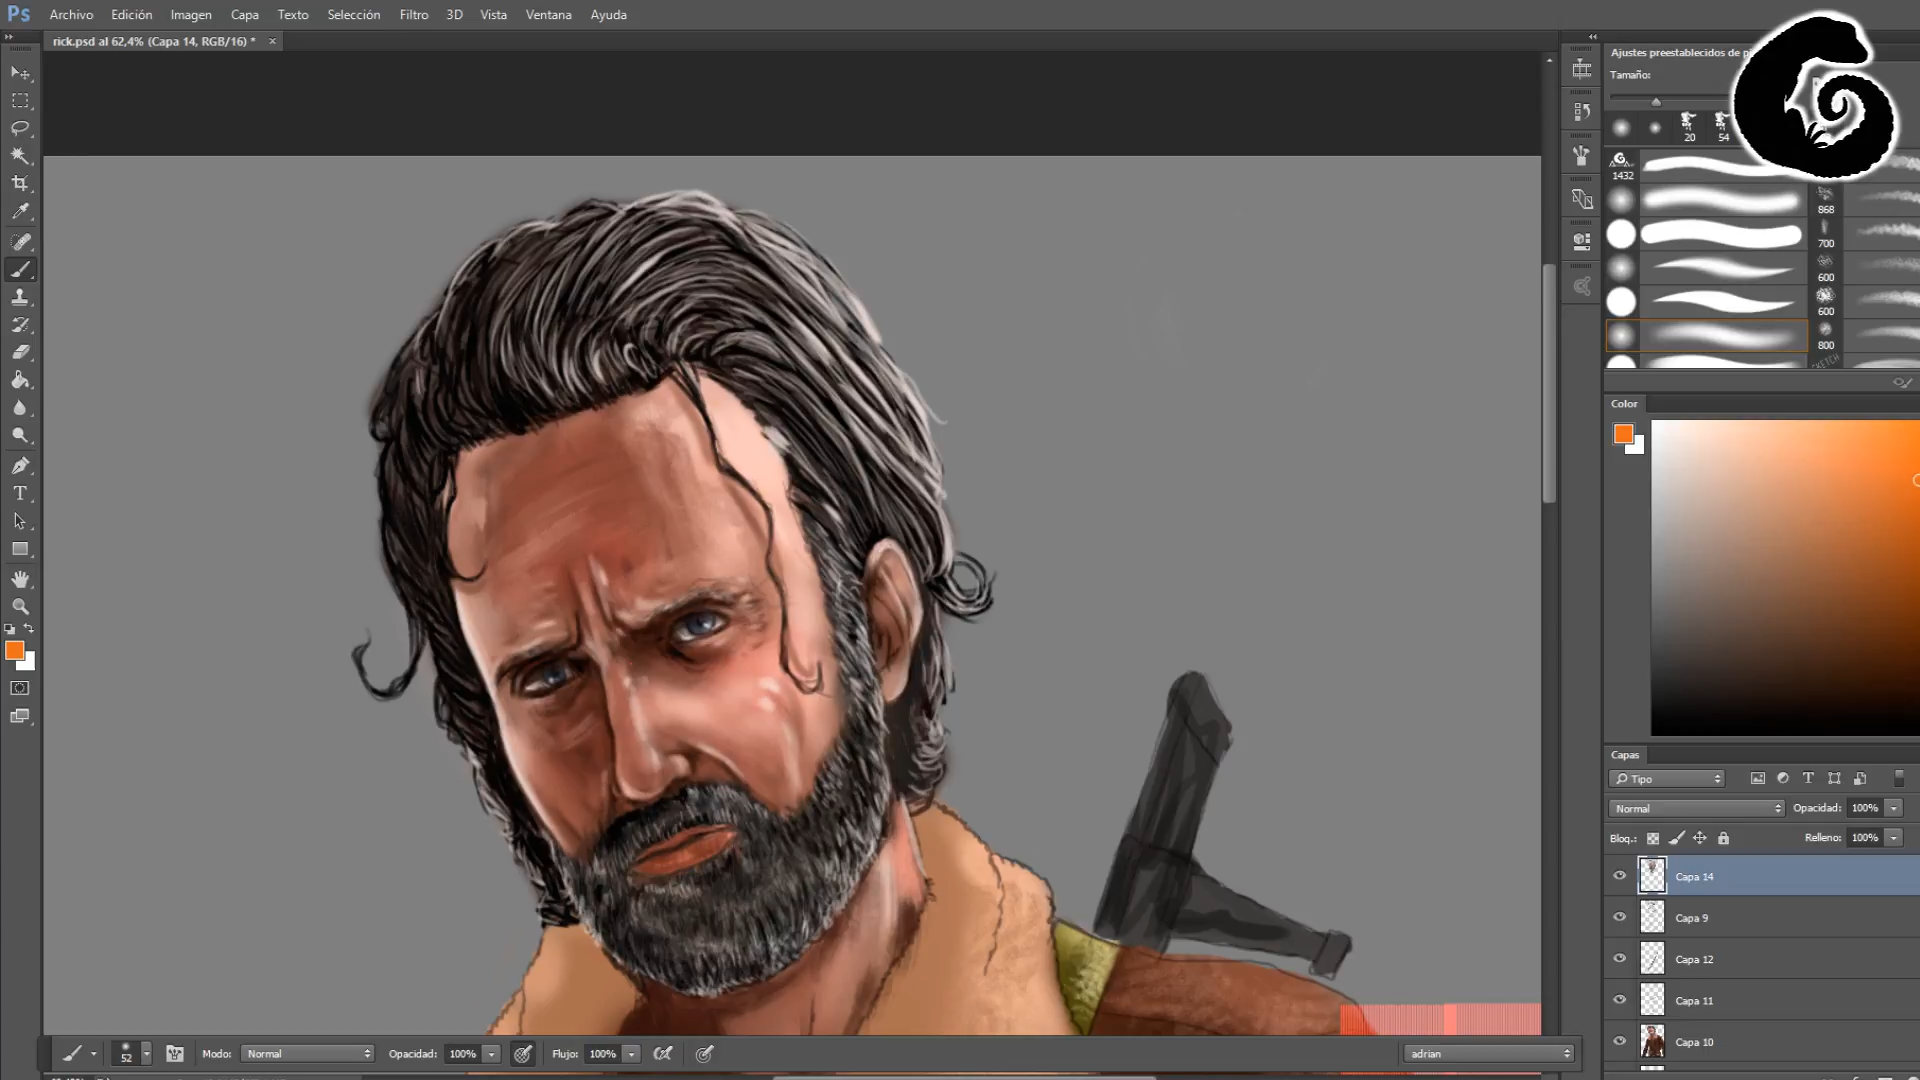 Ps Archivo Edición Imagen Capa Texto Selección Filtro 3D Vista Ventana Ayuda
rick.psd al 62,4% (Capa 14, RGB/16) * ×
Ajustes preestablecidos de
Tamaño:
20 54
1432
868
700
600
600
800
SKETCH
Color
Capas
Tipo
Normal Opacidad: 100%
Bloq.: Relleno: 100%
Capa 14
Capa 9
Capa 12
Capa 11
Capa 10
52 Modo: Normal Opacidad: 100% Flujo: 100% adrian